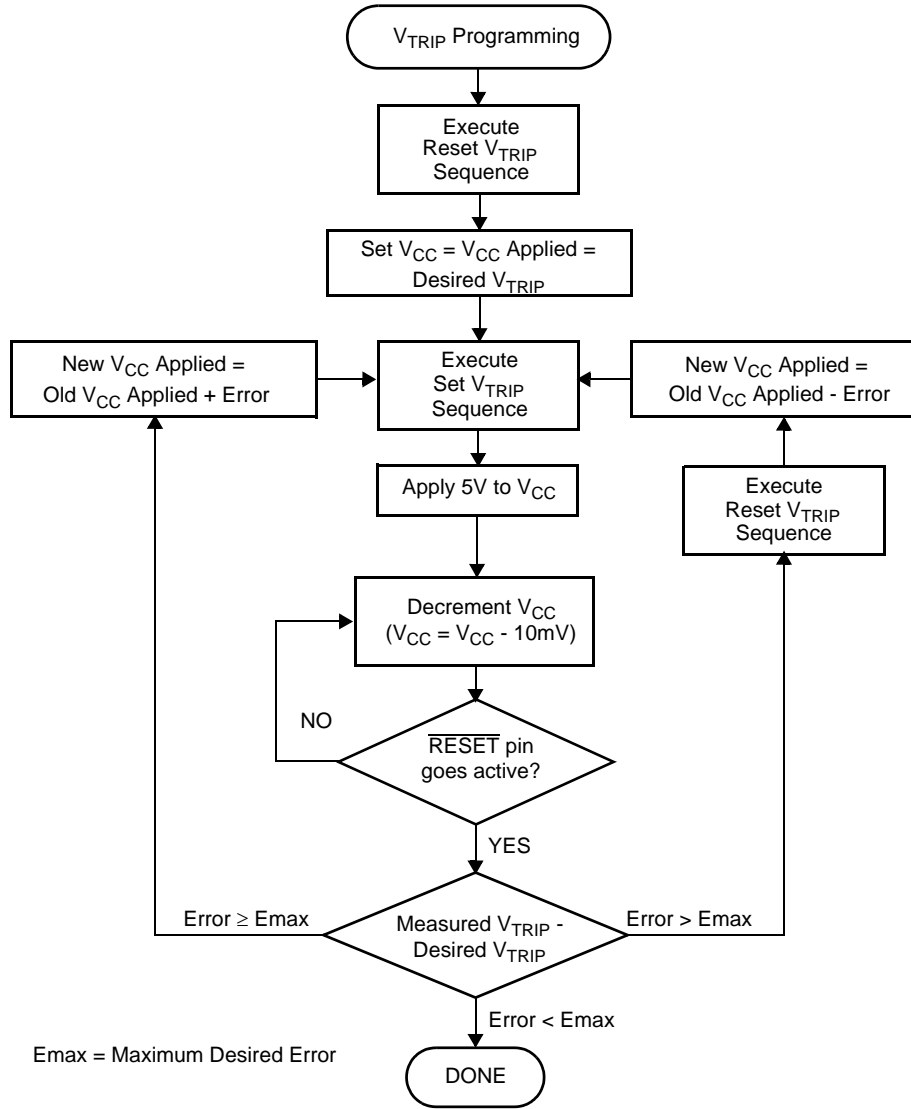 V_TRIP Programming
Execute
Reset V_TRIP
Sequence
Set V_CC = V_CC Applied =
Desired V_TRIP
New V_CC Applied =
Old V_CC Applied + Error
Execute
Set V_TRIP
Sequence
New V_CC Applied =
Old V_CC Applied - Error
Apply 5V to V_CC
Execute
Reset V_TRIP
Sequence
Decrement V_CC
(V_CC = V_CC - 10mV)
NO
R̅E̅S̅E̅T̅ pin
goes active?
YES
Error ≥ Emax
Measured V_TRIP -
Desired V_TRIP
Error > Emax
Error < Emax
Emax = Maximum Desired Error
DONE